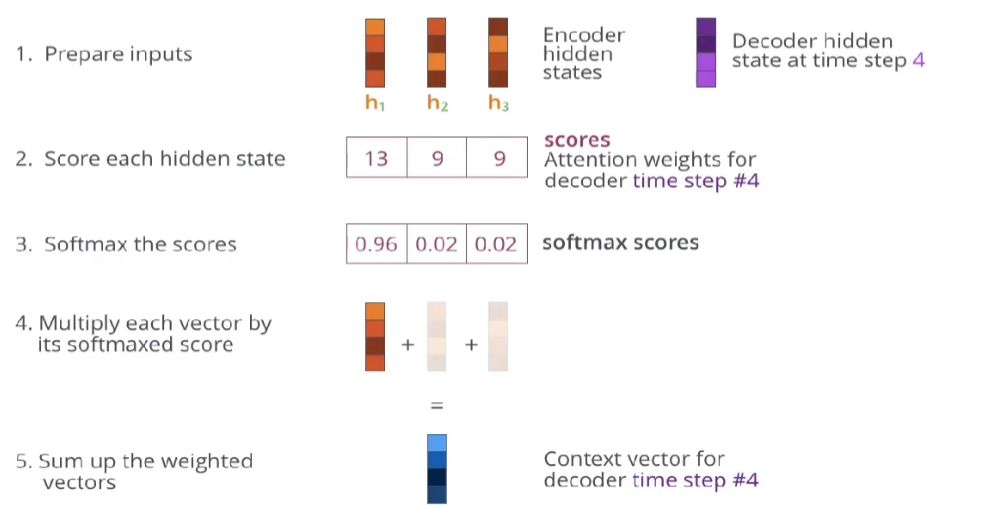 1. Prepare inputs
h₁
h₂
h₃
Encoder
hidden
states
Decoder hidden
state at time step 4
2. Score each hidden state
13
9
9
scores
Attention weights for
decoder time step #4
3. Softmax the scores
0.96
0.02
0.02
softmax scores
4. Multiply each vector by
its softmaxed score
+
+
=
5. Sum up the weighted
vectors
Context vector for
decoder time step #4